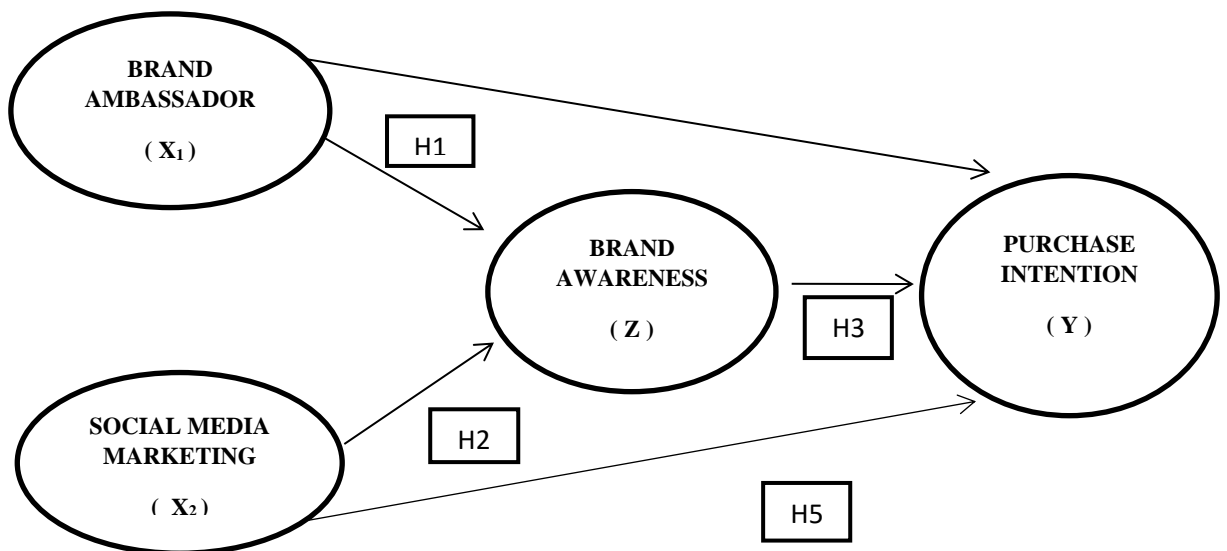 BRAND
AMBASSADOR
( X₁ )
H1
BRAND
AWARENESS
( Z )
PURCHASE
INTENTION
( Y )
H3
SOCIAL MEDIA
MARKETING
( X₂ )
H2
H5